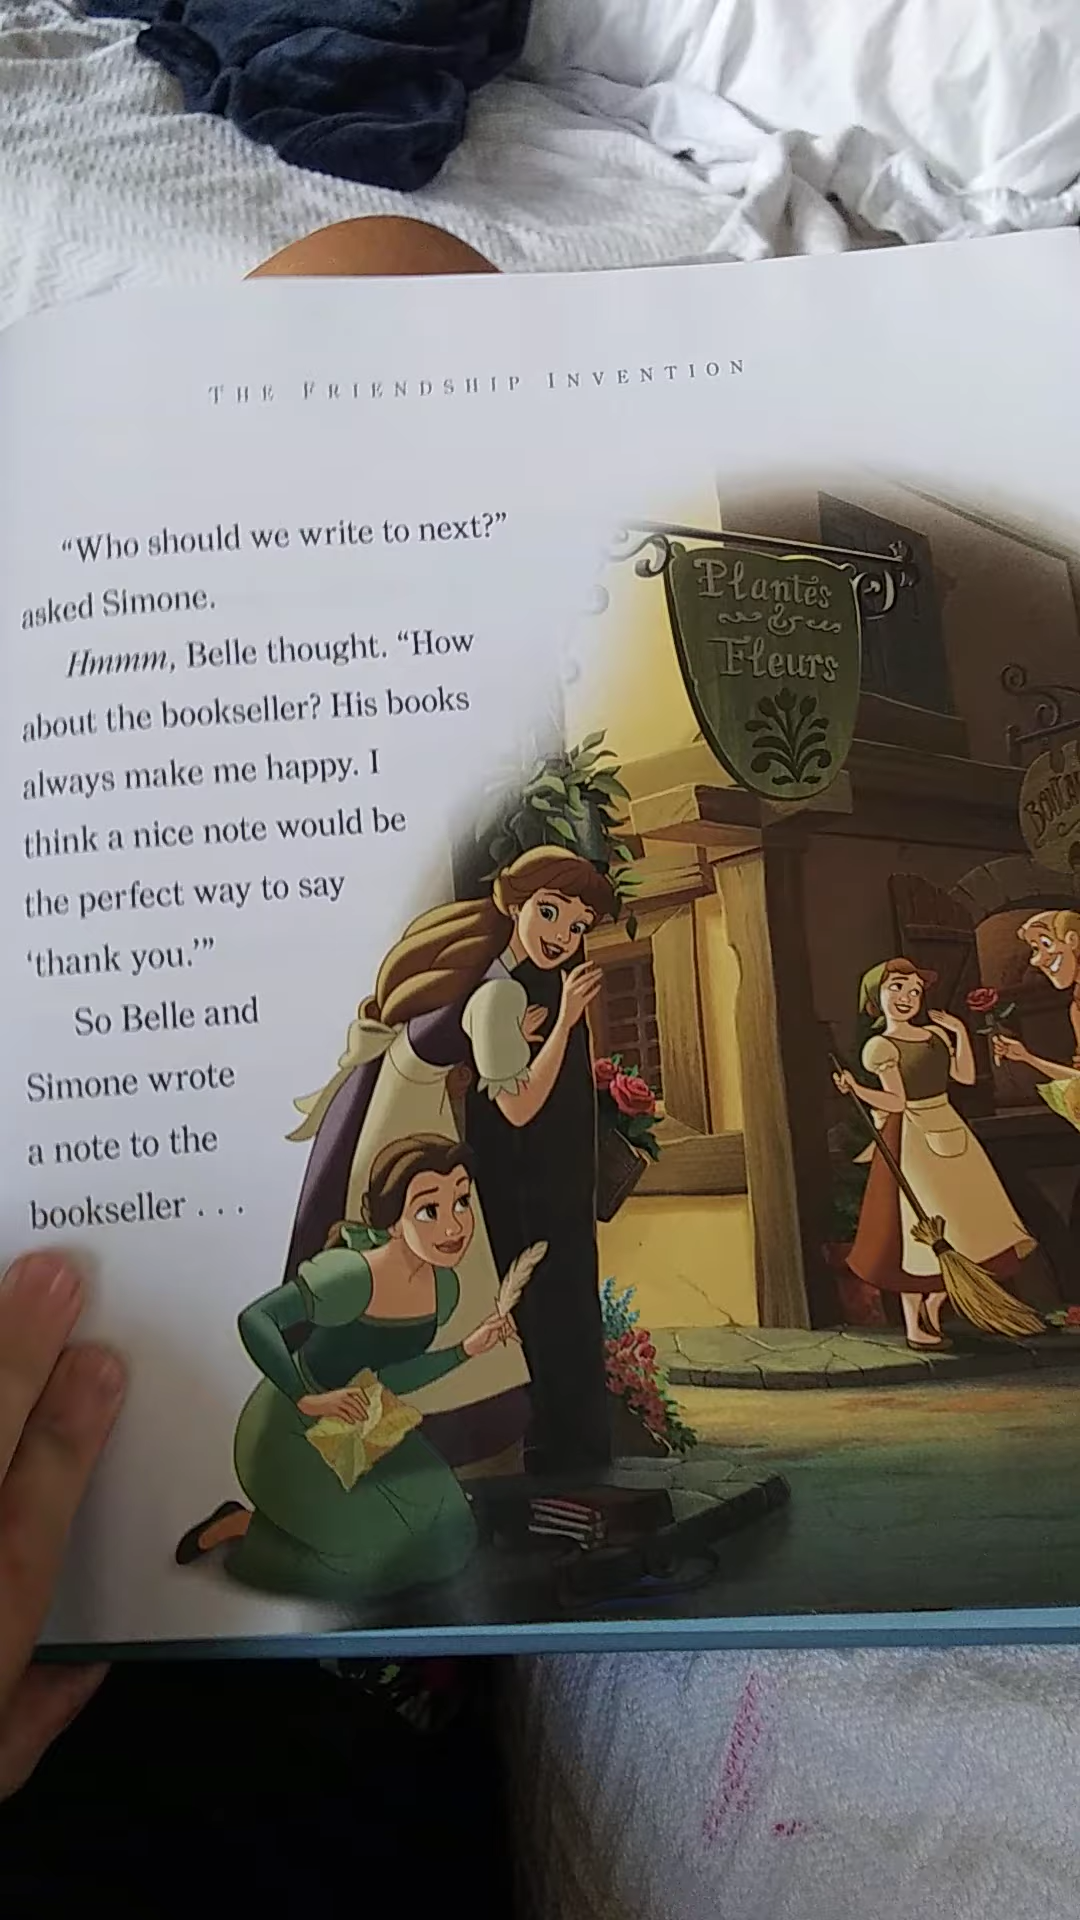 THE FRIENDSHIP INVENTION
“Who should we write to next?”
asked Simone.
Hmmm, Belle thought. “How
about the bookseller? His books
always make me happy. I
think a nice note would be
the perfect way to say
‘thank you.’”
So Belle and
Simone wrote
a note to the
bookseller . . .
Plantes
&
Fleurs